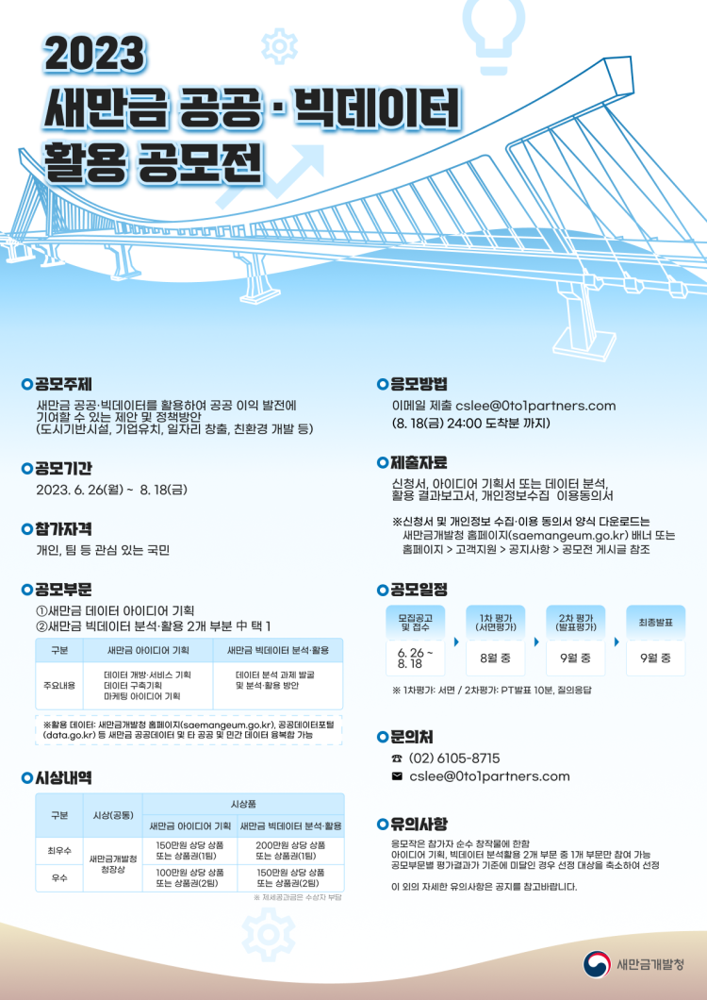 2023
새만금 공공·빅데이터
활용 공모전
공모주제
새만금 공공·빅데이터를 활용하여 공공 이익 발전에
기여할 수 있는 제안 및 정책방안
(도시기반시설, 기업유치, 일자리 창출, 친환경 개발 등)
공모기간
2023. 6. 26(월) ~ 8. 18(금)
참가자격
개인, 팀 등 관심 있는 국민
공모부문
①새만금 데이터 아이디어 기획
②새만금 빅데이터 분석·활용 2개 부분 中 택 1
구분 새만금 아이디어 기획 새만금 빅데이터 분석·활용
주요내용
데이터 개방·서비스 기획
데이터 구축기획
마케팅 아이디어 기획
데이터 분석 과제 발굴
및 분석·활용 방안
※활용 데이터: 새만금개발청 홈페이지(saemangeum.go.kr), 공공데이터포털
(data.go.kr) 등 새만금 공공데이터 및 타 공공 및 민간 데이터 융복합 가능
시상내역
구분 시상(공통) 시상품
새만금 아이디어 기획 새만금 빅데이터 분석·활용
최우수
새만금개발청
청장상
150만원 상당 상품
또는 상품권(1팀)
200만원 상당 상품
또는 상품권(1팀)
우수
100만원 상당 상품
또는 상품권(2팀)
150만원 상당 상품
또는 상품권(2팀)
※ 제세공과금은 수상자 부담
응모방법
이메일 제출 cslee@0to1partners.com
(8. 18(금) 24:00 도착분 까지)
제출자료
신청서, 아이디어 기획서 또는 데이터 분석,
활용 결과보고서, 개인정보수집 이용동의서
※신청서 및 개인정보 수집·이용 동의서 양식 다운로드는
새만금개발청 홈페이지(saemangeum.go.kr) 배너 또는
홈페이지 > 고객지원 > 공지사항 > 공모전 게시글 참조
공모일정
모집공고
및 접수
6. 26 ~
8. 18
1차 평가
(서면평가)
8월 중
2차 평가
(발표평가)
9월 중
최종발표
9월 중
※ 1차평가: 서면 / 2차평가: PT발표 10분, 질의응답
문의처
☎ (02) 6105-8715
cslee@0to1partners.com
유의사항
응모작은 참가자 순수 창작물에 한함
아이디어 기획, 빅데이터 분석활용 2개 부문 중 1개 부문만 참여 가능
공모부문별 평가결과가 기준에 미달인 경우 선정 대상을 축소하여 선정
이 외의 자세한 유의사항은 공지를 참고바랍니다.
새만금개발청